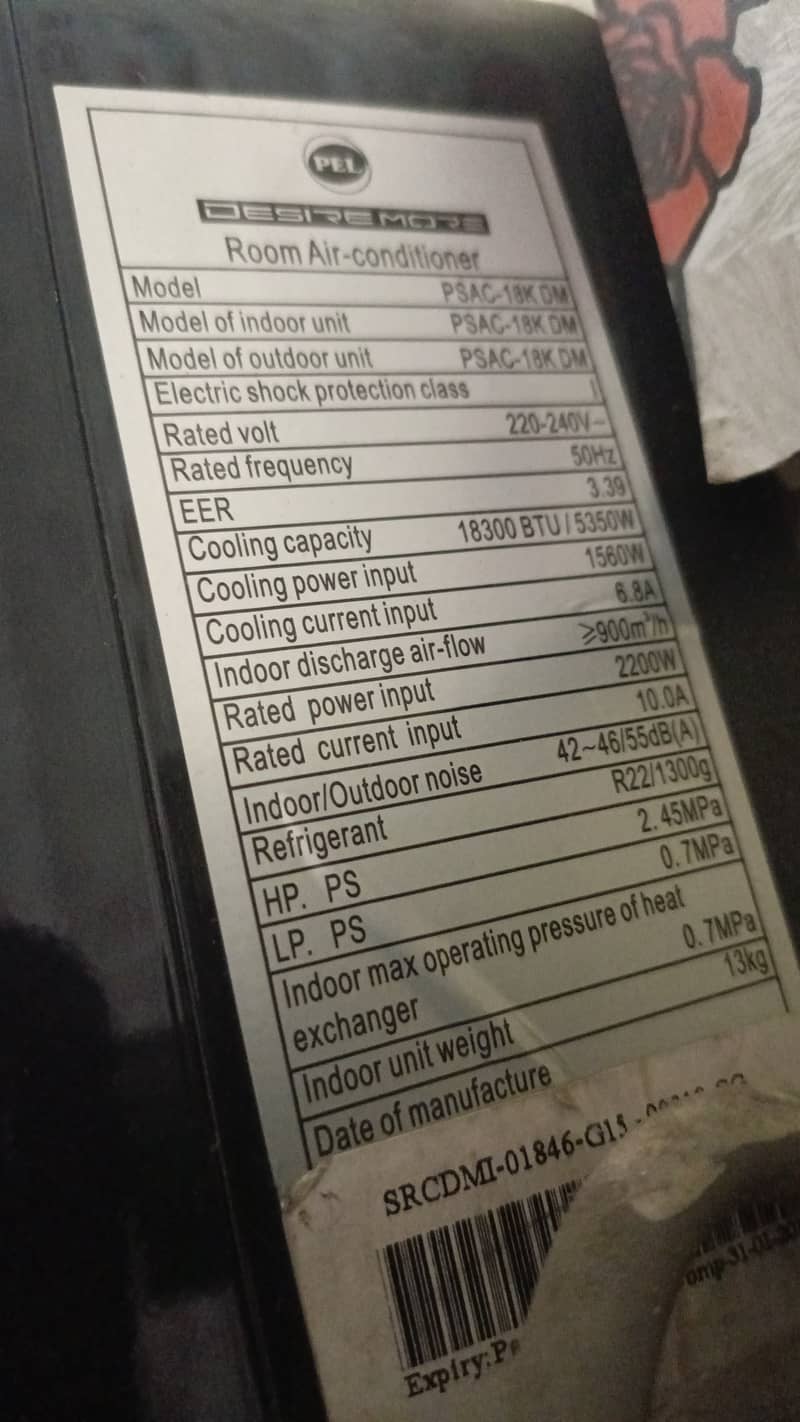 PEL
DESIRE MORE
Room Air-conditioner
Model PSAC-18K DM
Model of indoor unit PSAC-18K DM
Model of outdoor unit PSAC-18K DM
Electric shock protection class I
Rated volt 220-240V~
Rated frequency 50Hz
EER 3.39
Cooling capacity 18300 BTU / 5350W
Cooling power input 1560W
Cooling current input 6.8A
Indoor discharge air-flow ≥900m³/h
Rated power input 2200W
Rated current input 10.0A
Indoor/Outdoor noise 42~46/55dB(A)
Refrigerant R22/1300g
HP. PS 2.45MPa
LP. PS 0.7MPa
Indoor max operating pressure of heat
exchanger 0.7MPa
Indoor unit weight 13kg
Date of manufacture
SRCDMI-01846-G15
Expiry: